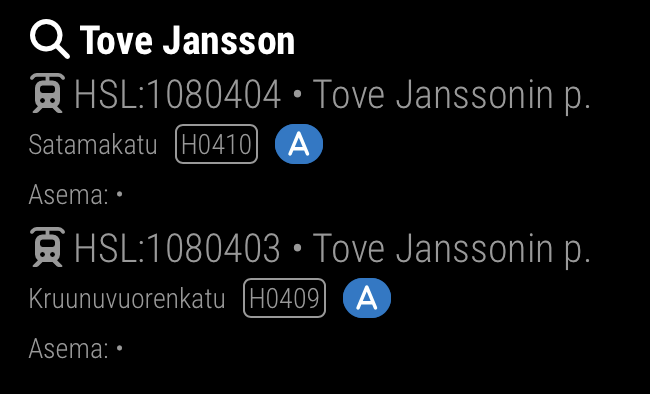 Tove Jansson
HSL:1080404 • Tove Janssonin p.
Satamakatu H0410 A
Asema: •
HSL:1080403 • Tove Janssonin p.
Kruunuvuorenkatu H0409 A
Asema: •